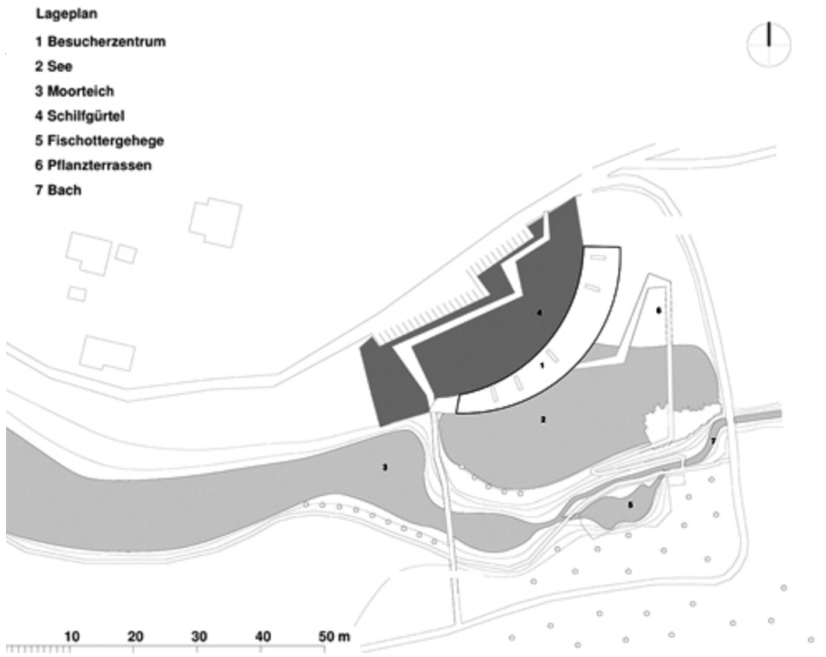 Lageplan
1 Besucherzentrum
2 See
3 Moorteich
4 Schilfgürtel
5 Fischottergehege
6 Pflanzterrassen
7 Bach
4
6
1
2
7
3
5
10 20 30 40 50 m